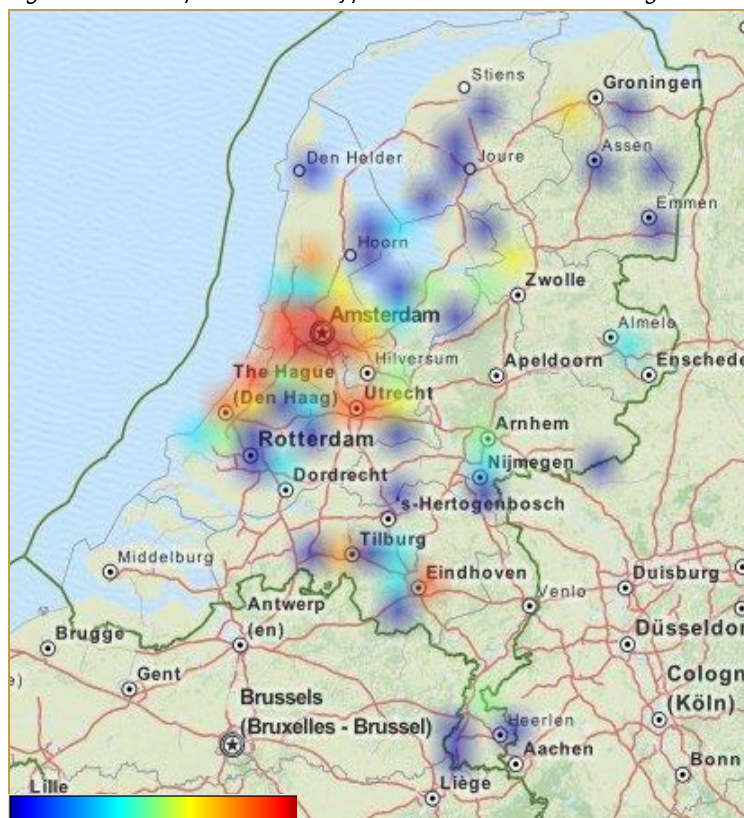 Stiens
Groningen
Den Helder
Joure
Assen
Emmen
Hoorn
Zwolle
Amsterdam
Almelo
Hilversum
The Hague
(Den Haag)
Apeldoorn
Enschede
Utrecht
Rotterdam
Arnhem
Nijmegen
Dordrecht
's-Hertogenbosch
Tilburg
Middelburg
Eindhoven
Venlo
Duisburg
Antwerp
(en)
Brugge
Düsseldor
Gent
Cologn
(Köln)
Brussels
(Bruxelles - Brussel)
Heerlen
Aachen
Bonn
Lille
Liège